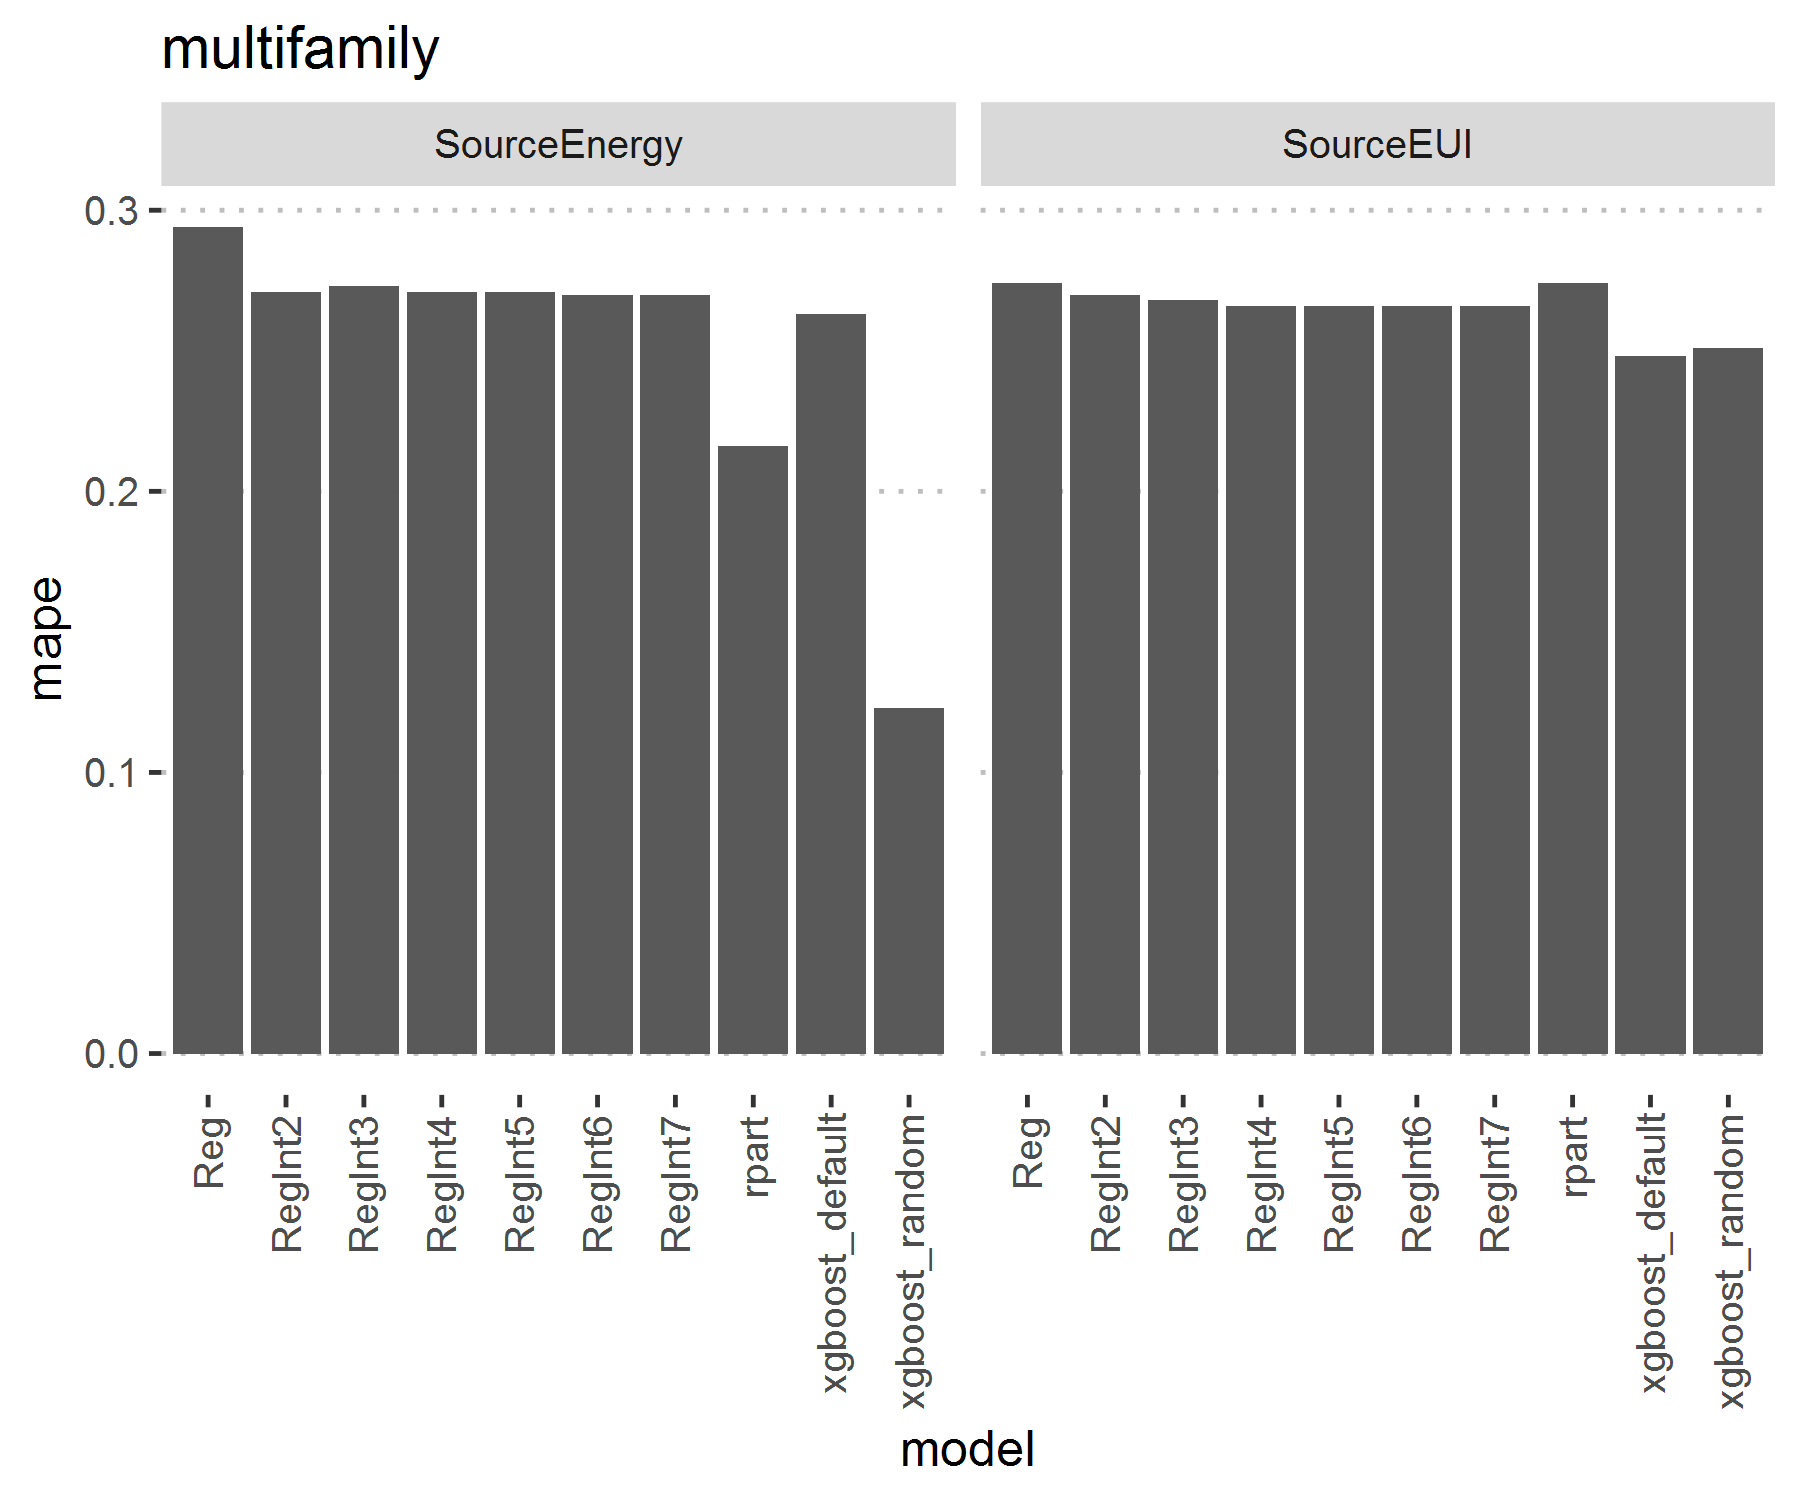 multifamily
SourceEnergy
SourceEUI
0.3
0.2
0.1
0.0
mape
Reg
RegInt2
RegInt3
RegInt4
RegInt5
RegInt6
RegInt7
rpart
xgboost_default
xgboost_random
Reg
RegInt2
RegInt3
RegInt4
RegInt5
RegInt6
RegInt7
rpart
xgboost_default
xgboost_random
model